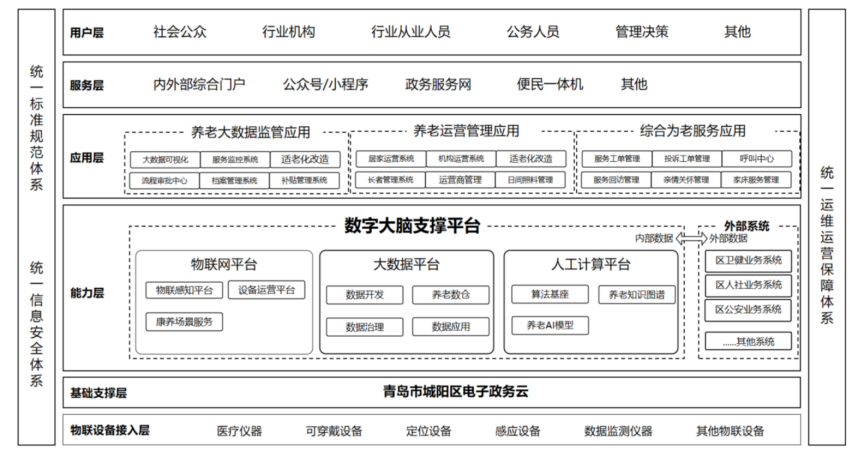 统一标准规范体系
统一信息安全体系
用户层 社会公众 行业机构 行业从业人员 公务人员 管理决策 其他
服务层 内外部综合门户 公众号/小程序 政务服务网 便民一体机 其他
应用层
养老大数据监管应用
大数据可视化 服务监控系统 适老化改造
流程审批中心 档案管理系统 补贴管理系统
养老运营管理应用
居家运营系统 机构运营系统 适老化改造
长者管理系统 运营商管理 日间照料管理
综合为老服务应用
服务工单管理 投诉工单管理 呼叫中心
服务回访管理 亲情关怀管理 家床服务管理
能力层
数字大脑支撑平台
物联网平台
物联感知平台 设备运营平台
康养场景服务
大数据平台
数据开发 养老数仓
数据治理 数据应用
人工计算平台
算法基座 养老知识图谱
养老AI模型
内部数据 外部数据
外部系统
区卫健业务系统
区人社业务系统
区公安业务系统
......其他系统
基础支撑层 青岛市城阳区电子政务云
物联设备接入层 医疗仪器 可穿戴设备 定位设备 感应设备 数据监测仪器 其他物联设备
统一运维运营保障体系